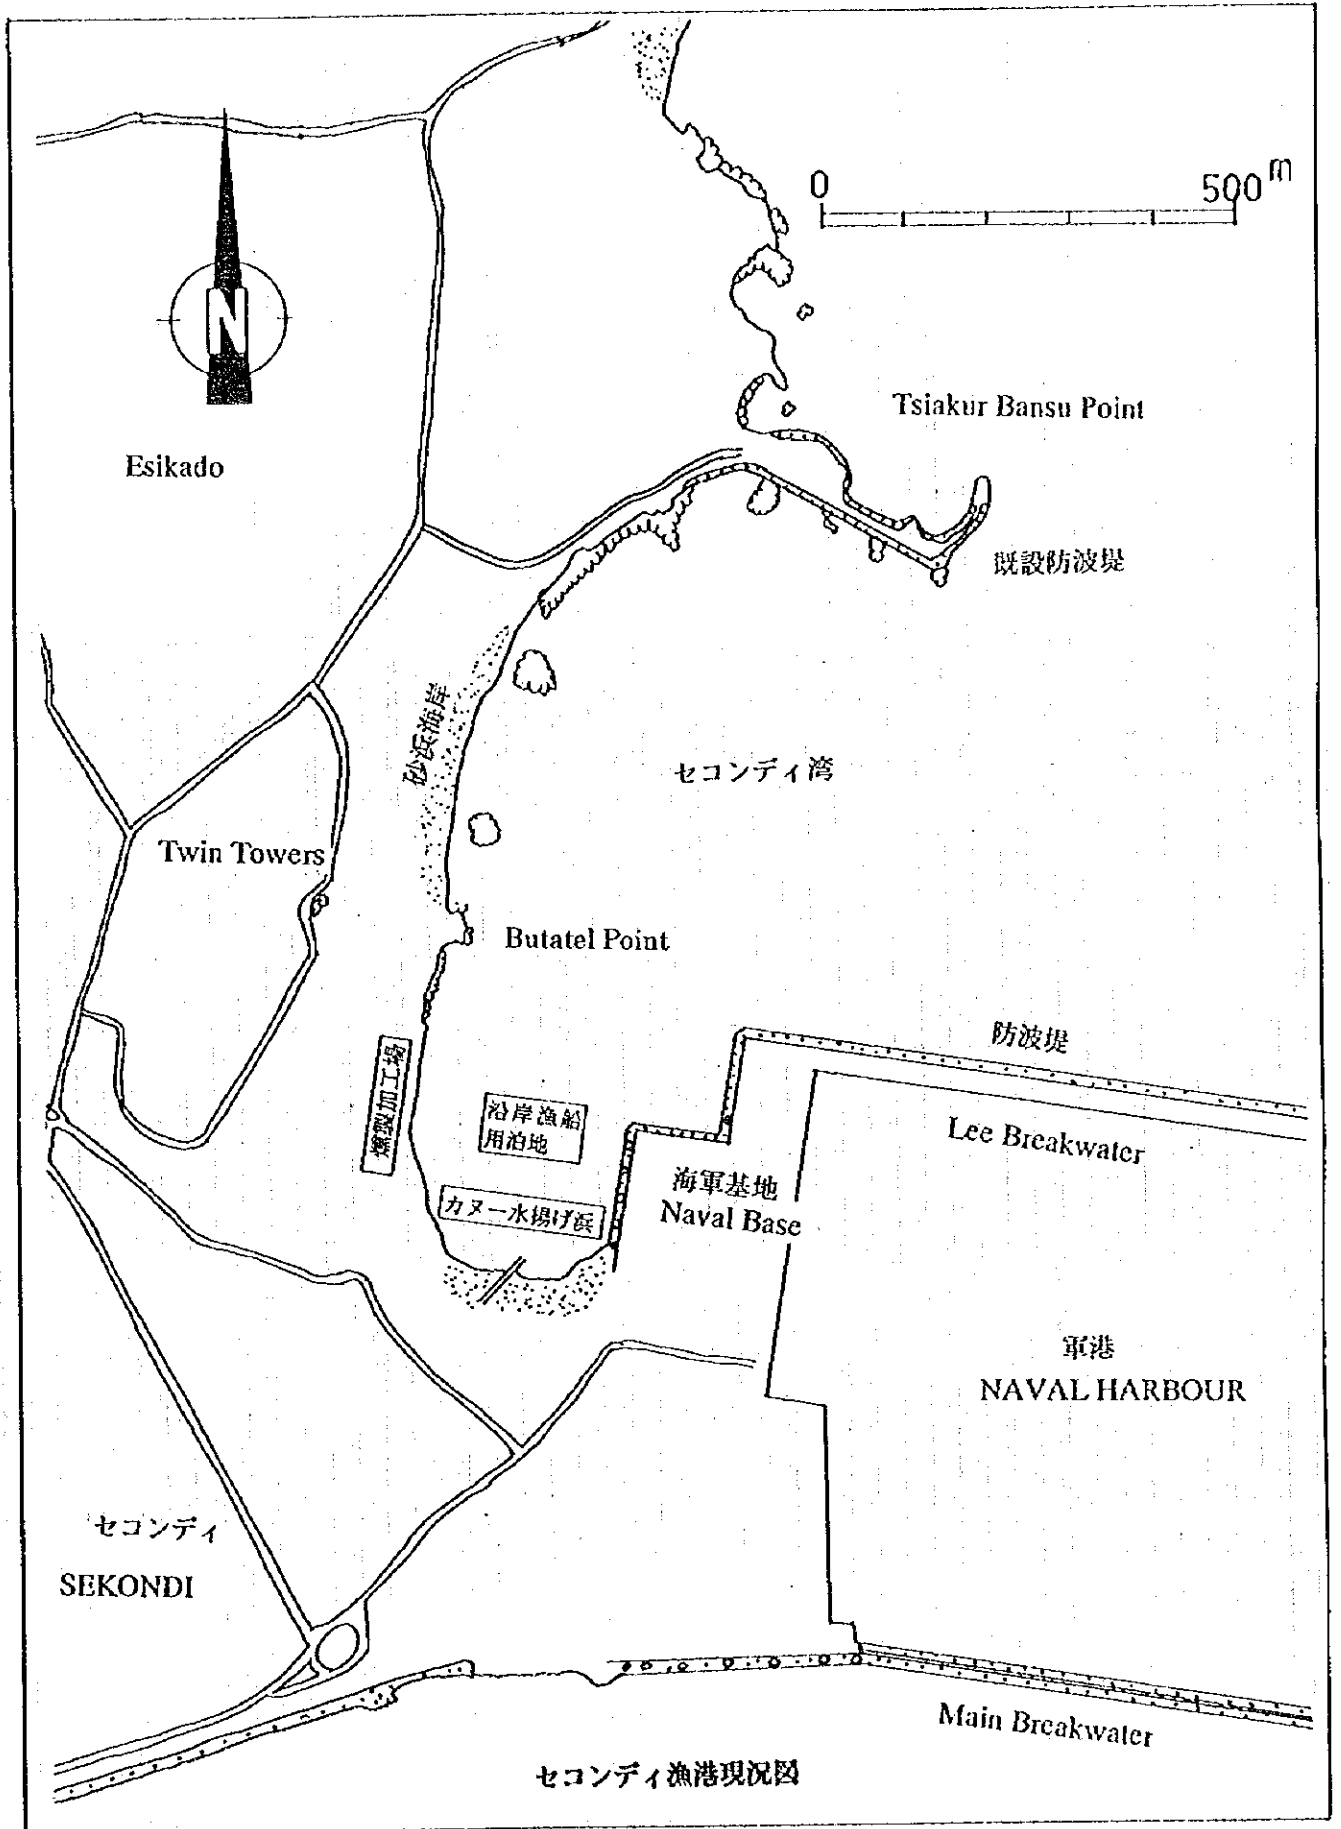 0
500m
N
Tsiakur Bansu Point
Esikado
既設防波堤
砂浜海岸
セコンディ湾
Twin Towers
Butatel Point
防波堤
燻製加工場
沿岸漁船
用泊地
Lee Breakwater
海軍基地
Naval Base
カヌー水揚げ浜
軍港
NAVAL HARBOUR
セコンディ
SEKONDI
Main Breakwater
セコンディ漁港現況図